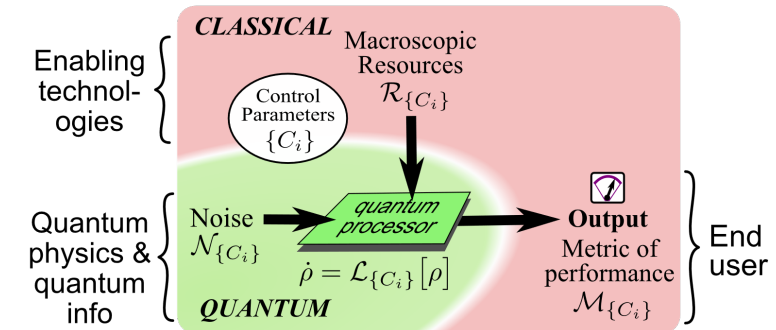 CLASSICAL
Enabling
technol-
ogies
Macroscopic
Resources
ℛ_{C_i}
Control
Parameters
{C_i}
Quantum
physics &
quantum
info
Noise
𝒩_{C_i}
quantum
processor
ρ̇ = ℒ_{C_i}[ρ]
QUANTUM
Output
Metric of
performance
ℳ_{C_i}
End
user